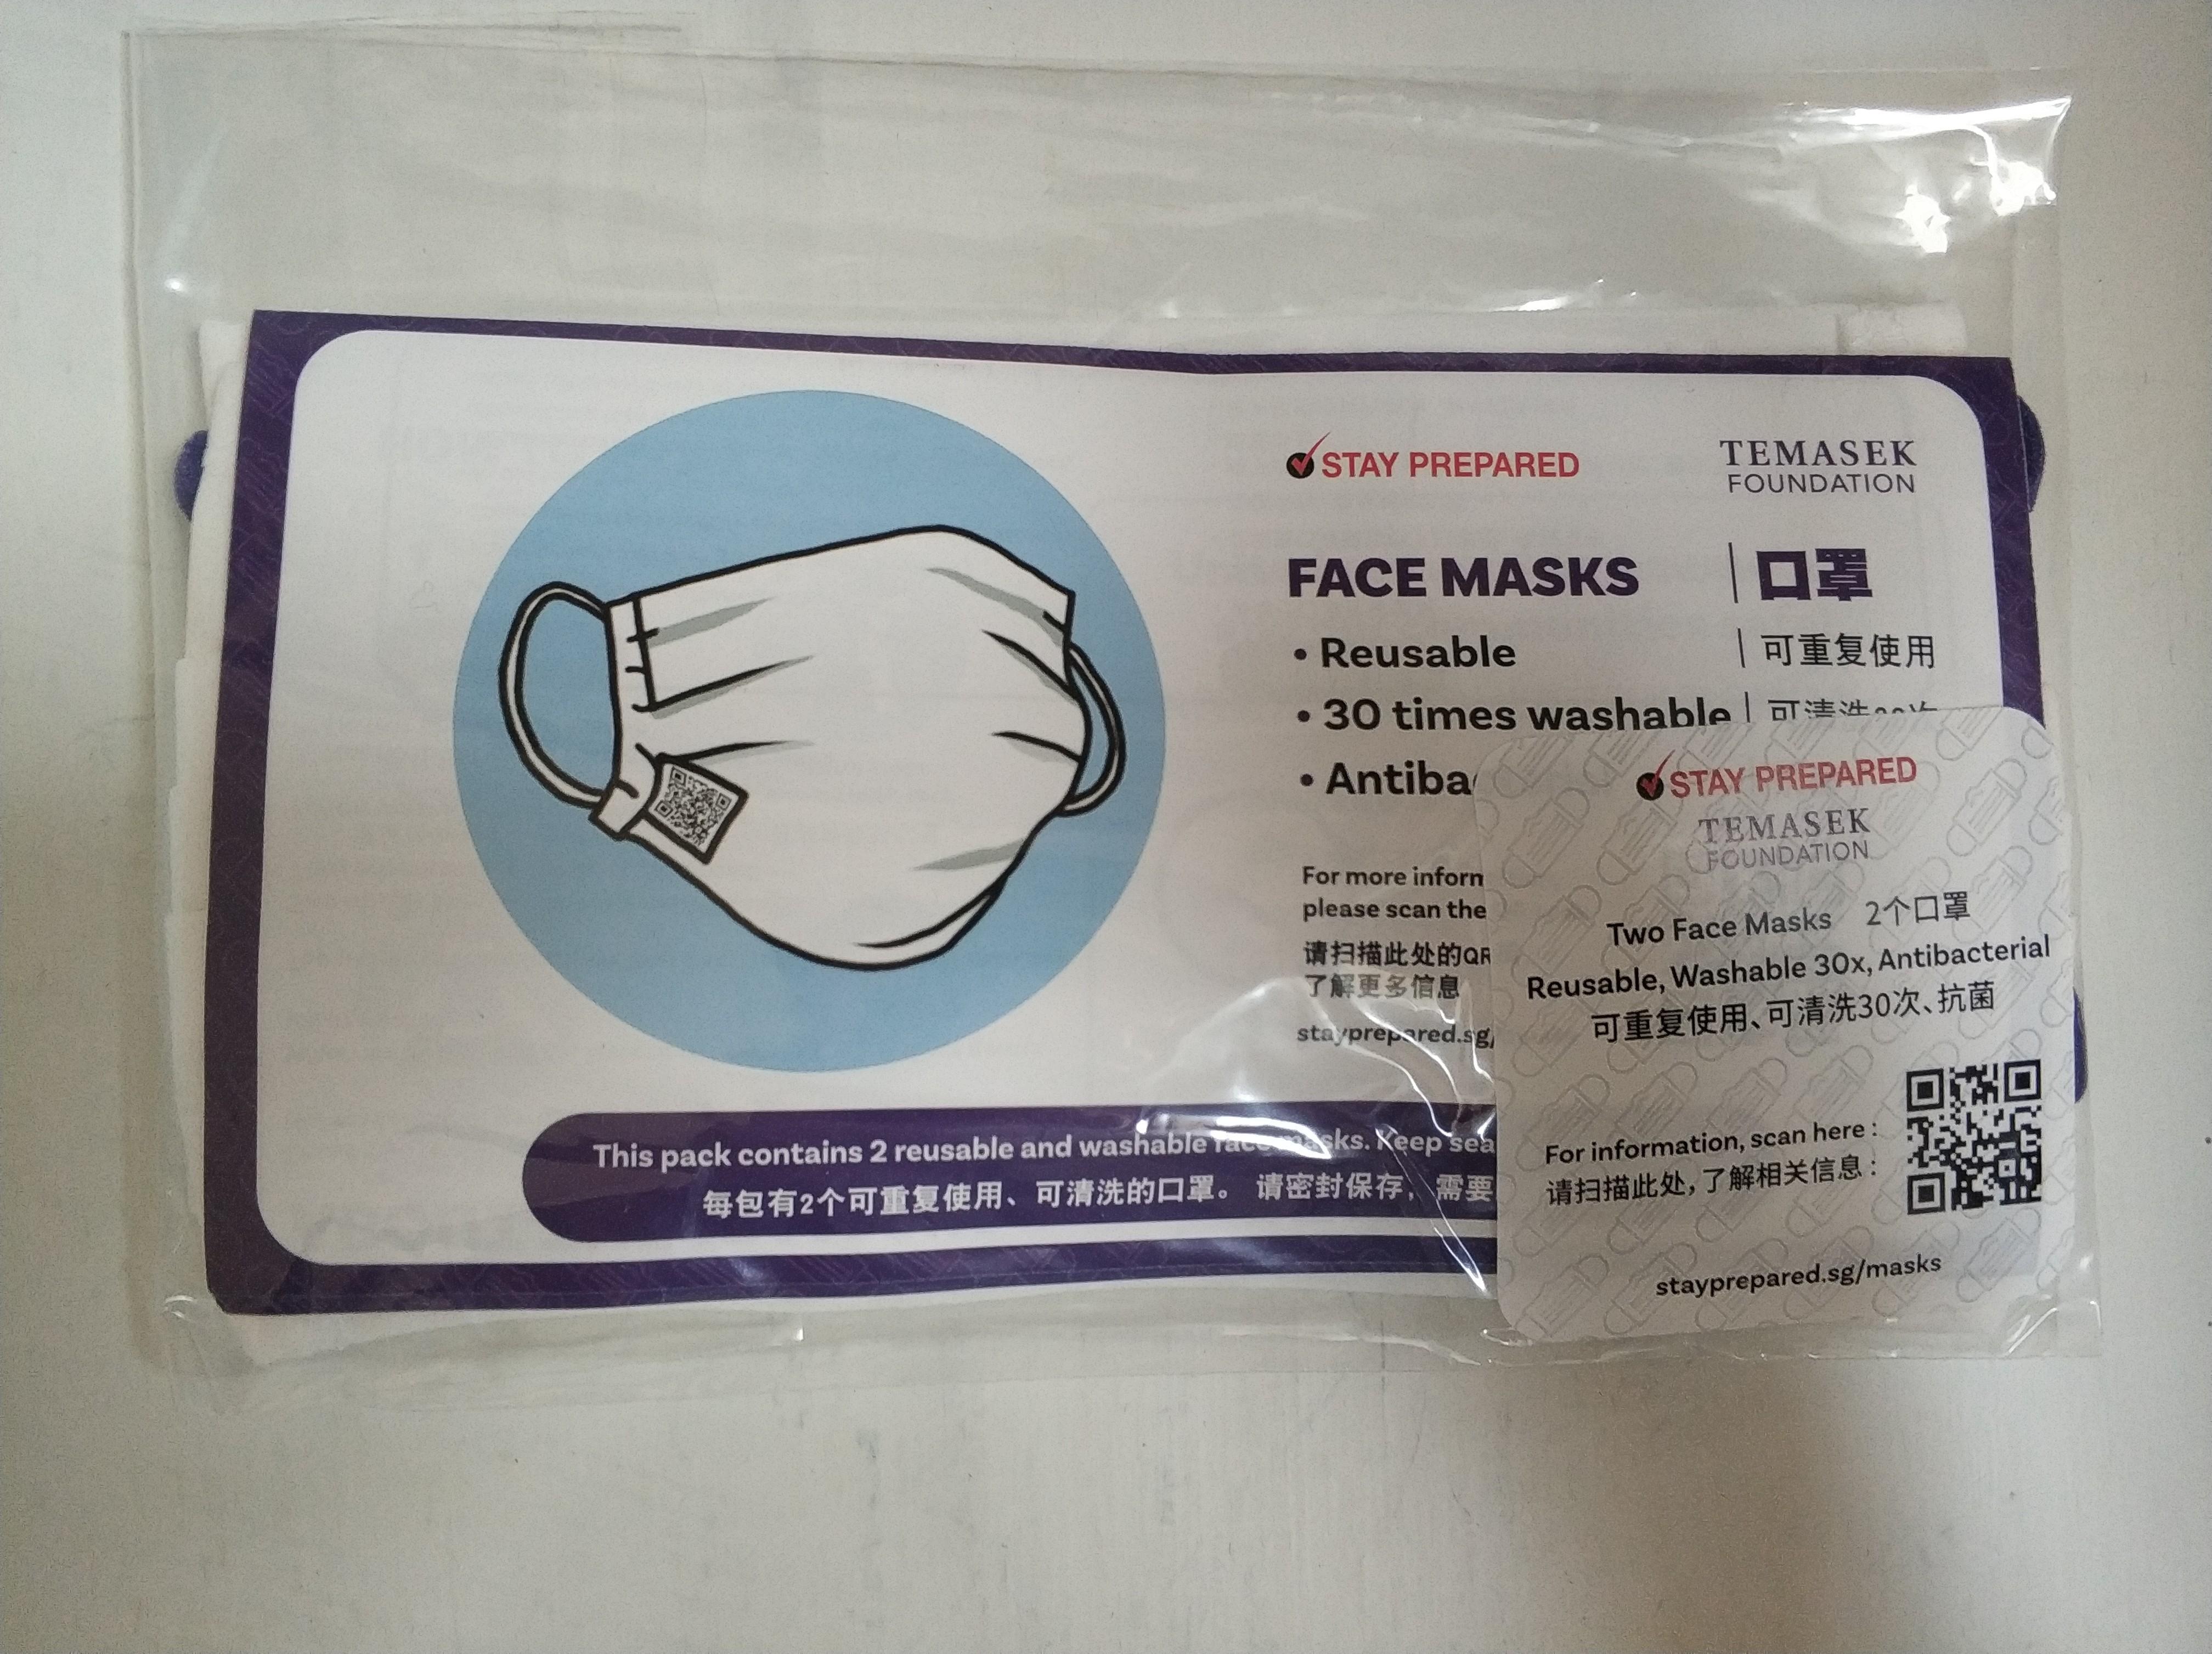 STAY PREPARED
TEMASEK
FOUNDATION
FACE MASKS | 口罩
• Reusable | 可重复使用
• 30 times washable | 可清洗
• Antiba
For more inform
please scan the
请扫描此处的QR
了解更多信息
stayprepared.sg/
This pack contains 2 reusable and washable face masks. Keep sea
每包有2个可重复使用、可清洗的口罩。 请密封保存，需要
STAY PREPARED
TEMASEK
FOUNDATION
Two Face Masks 2个口罩
Reusable, Washable 30x, Antibacterial
可重复使用、可清洗30次、抗菌
For information, scan here :
请扫描此处，了解相关信息：
stayprepared.sg/masks